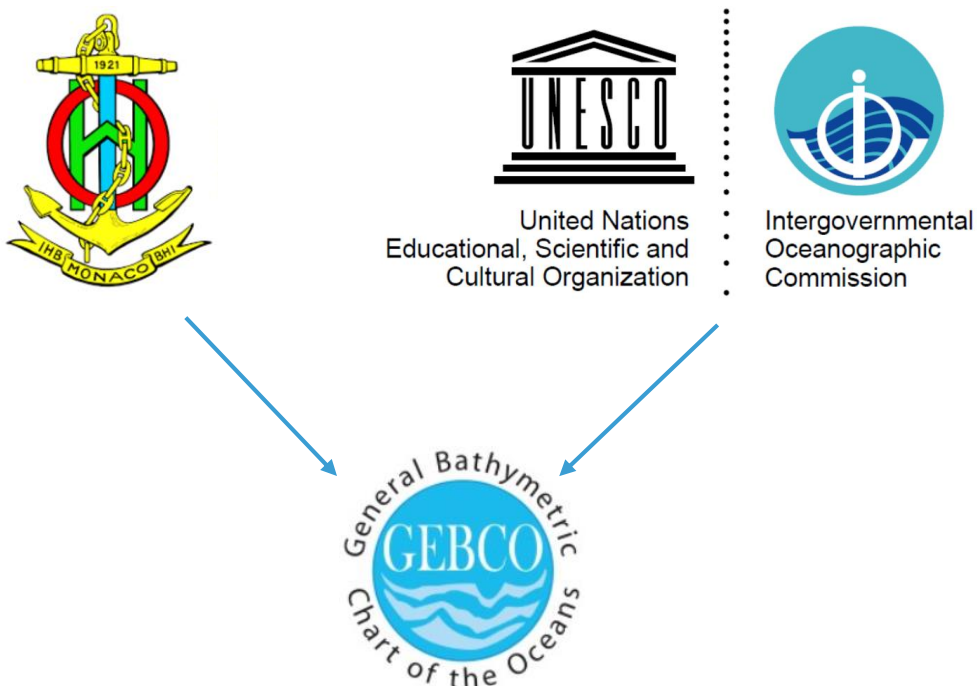 1921
OHI
IHB MONACO BHI
UNESCO
United Nations
Educational, Scientific and
Cultural Organization
Intergovernmental
Oceanographic
Commission
General Bathymetric
GEBCO
Chart of the Oceans